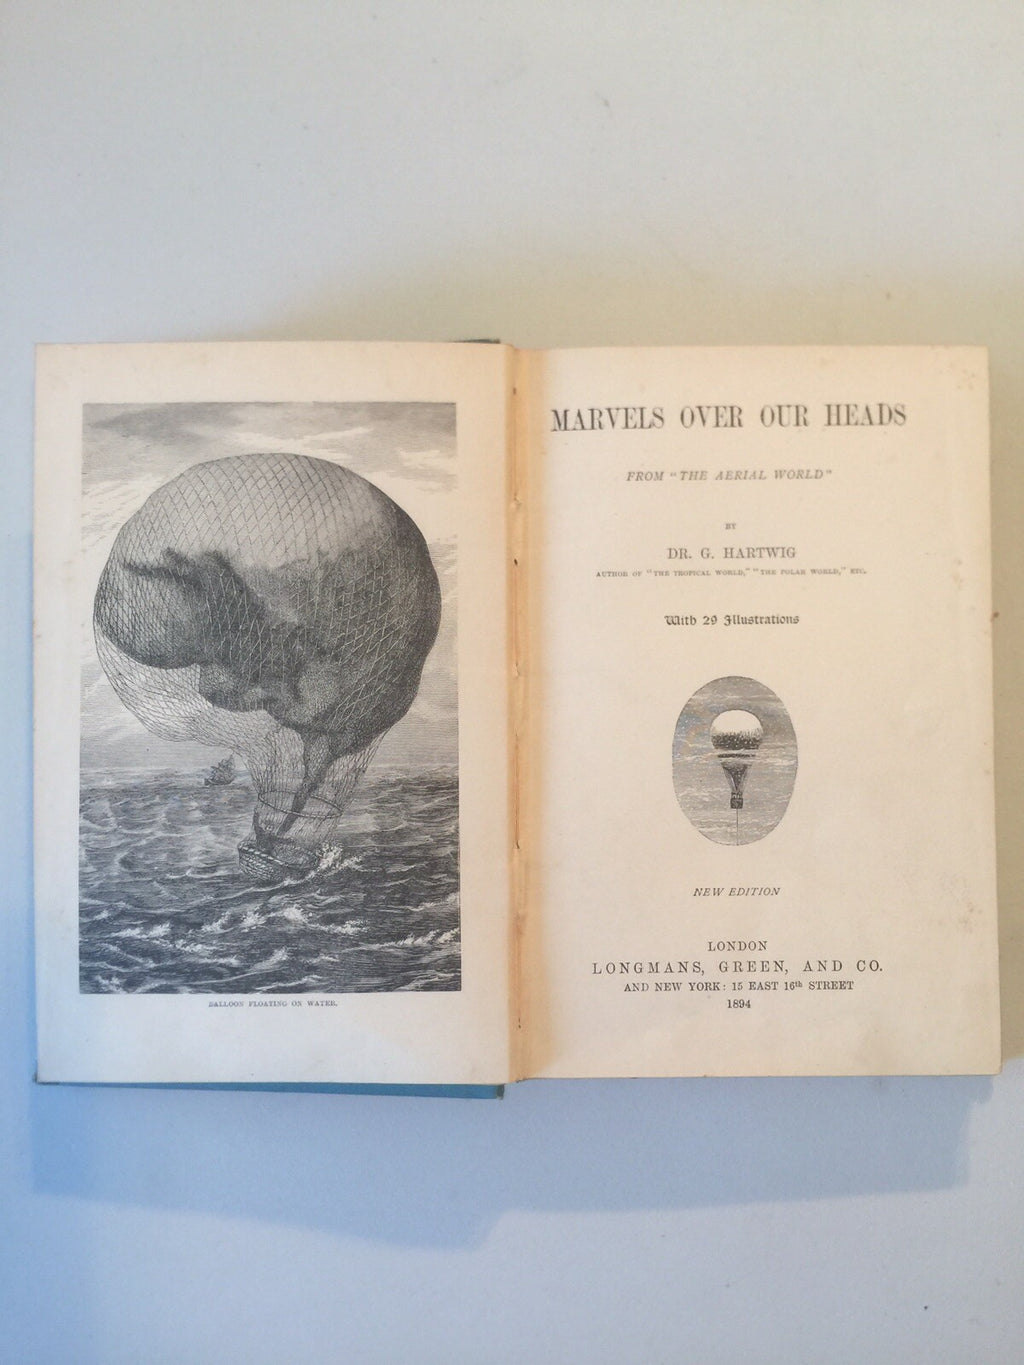 BALLOON FLOATING ON WATER.
MARVELS OVER OUR HEADS
FROM "THE AERIAL WORLD"
BY
DR. G. HARTWIG
AUTHOR OF "THE TROPICAL WORLD," "THE POLAR WORLD," ETC.
With 29 Illustrations
NEW EDITION
LONDON
LONGMANS, GREEN, AND CO.
AND NEW YORK: 15 EAST 16th STREET
1894